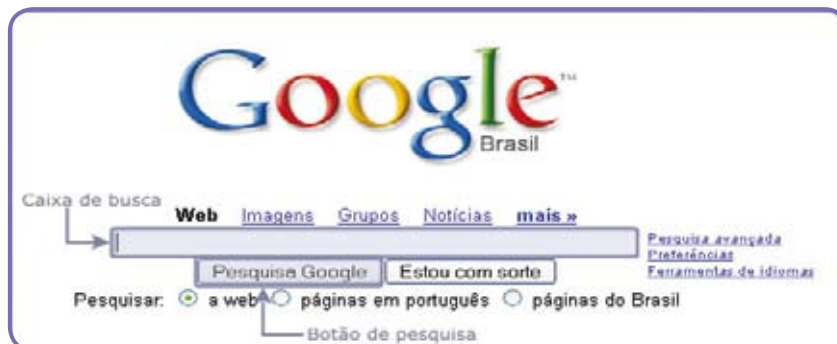 Google™
Brasil
Caixa de busca
Web Imagens Grupos Notícias mais »
Pesquisa avançada
Preferências
Pesquisa Google Estou com sorte
Ferramentas de idiomas
Pesquisar: a web páginas em português páginas do Brasil
Botão de pesquisa